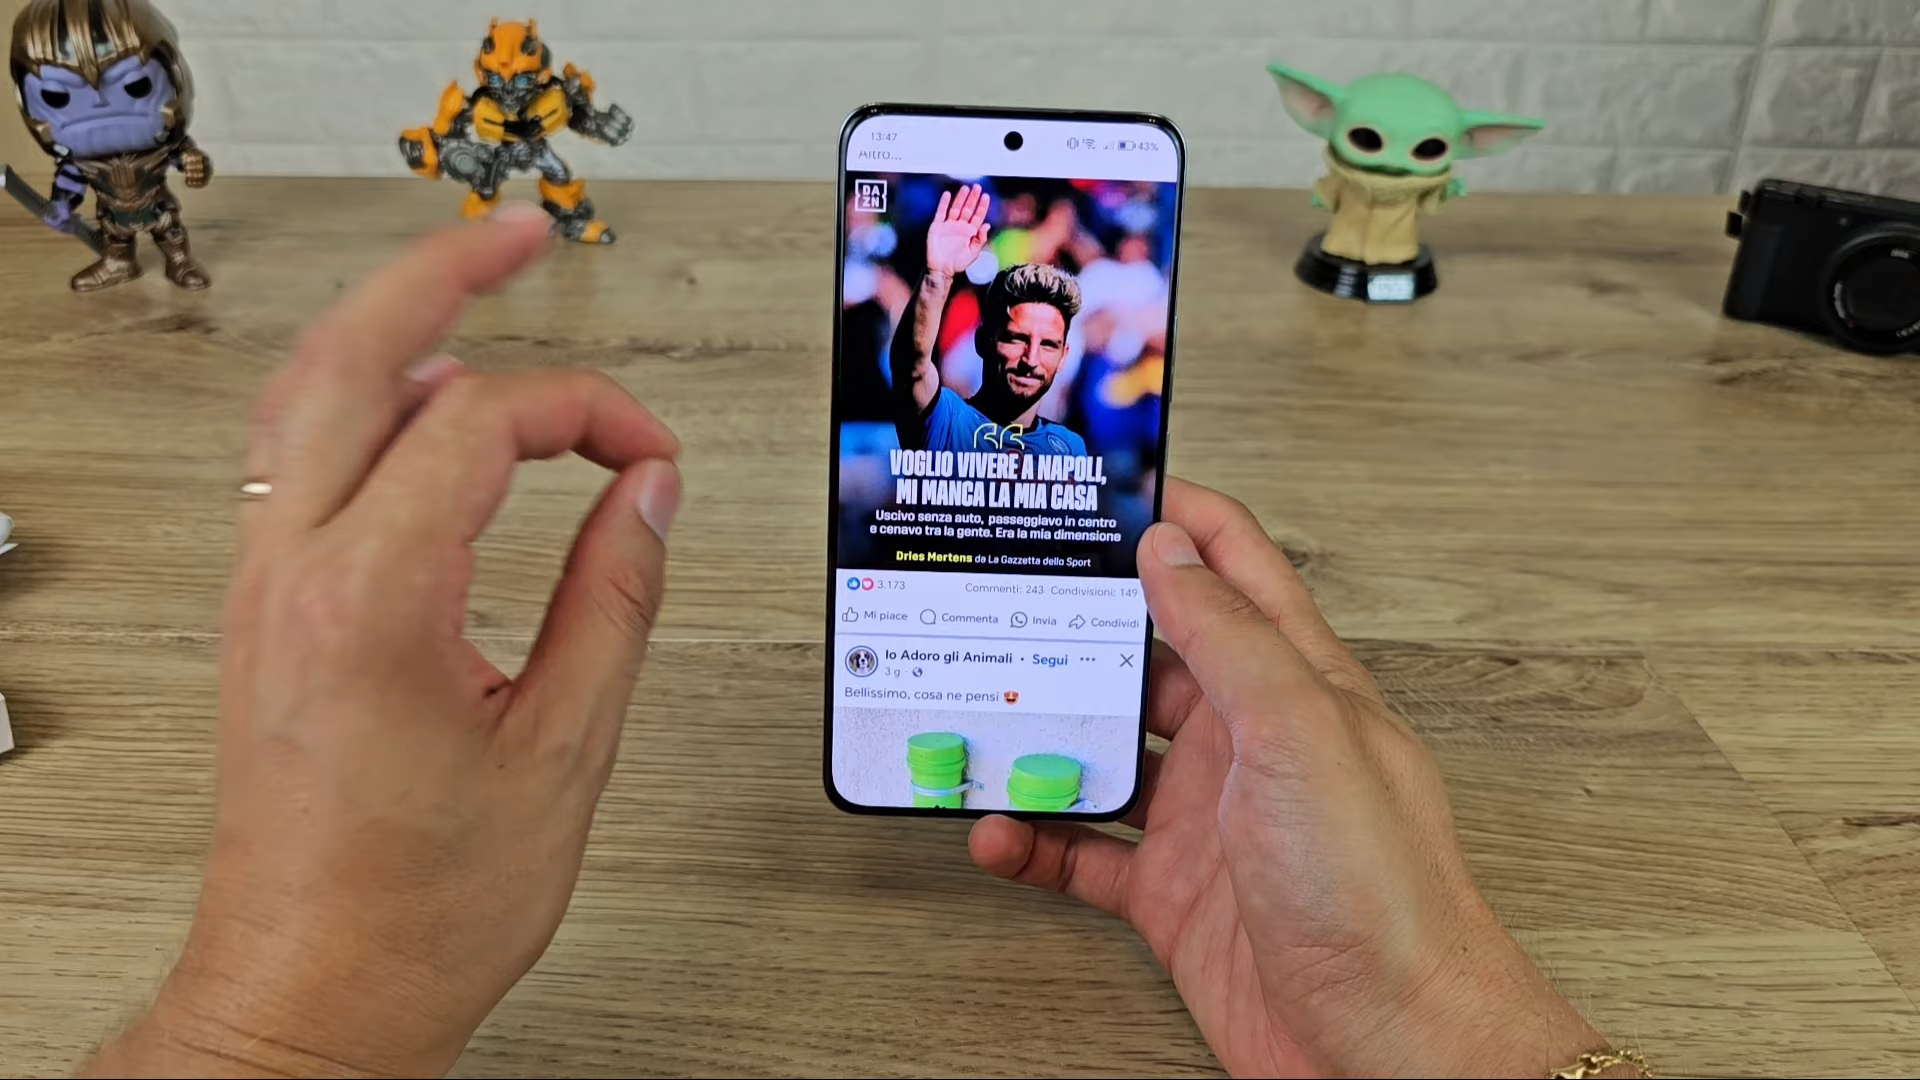 13:47
43%
Altro...
DA
ZN
VOGLIO VIVERE A NAPOLI,
MI MANCA LA MIA CASA
Uscivo senza auto, passeggiavo in centro
e cenavo tra la gente. Era la mia dimensione
Dries Mertens da La Gazzetta dello Sport
3.173 Commenti: 243 Condivisioni: 149
Mi piace Commenta Invia Condividi
Io Adoro gli Animali • Segui
3 g
Bellissimo, cosa ne pensi